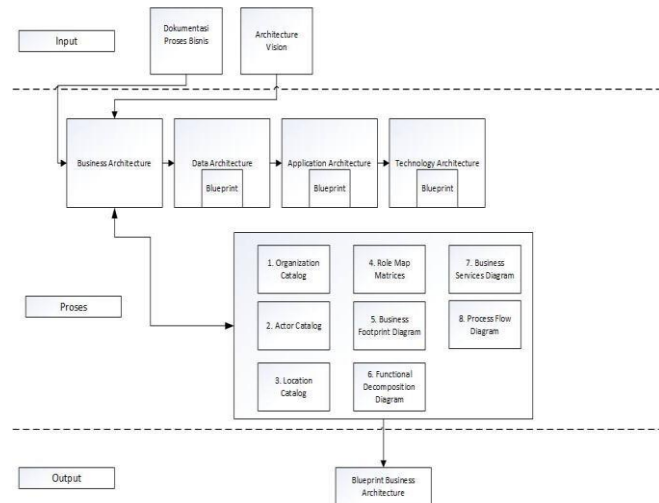 Input
Dokumentasi
Proses Bisnis
Architecture
Vision
Business Architecture
Data Architecture
Blueprint
Application Architecture
Blueprint
Technology Architecture
Blueprint
Proses
1. Organization
Catalog
4. Role Map
Matrices
7. Business
Services Diagram
2. Actor Catalog
5. Business
Footprint Diagram
8. Process Flow
Diagram
3. Location
Catalog
6. Functional
Decomposition
Diagram
Output
Blueprint Business
Architecture